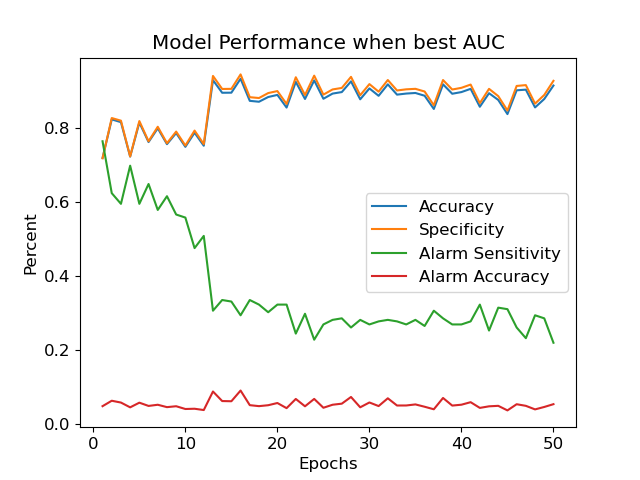 Model Performance when best AUC
Percent
0.8
0.6
0.4
0.2
0.0
Accuracy
Specificity
Alarm Sensitivity
Alarm Accuracy
0 10 20 30 40 50
Epochs